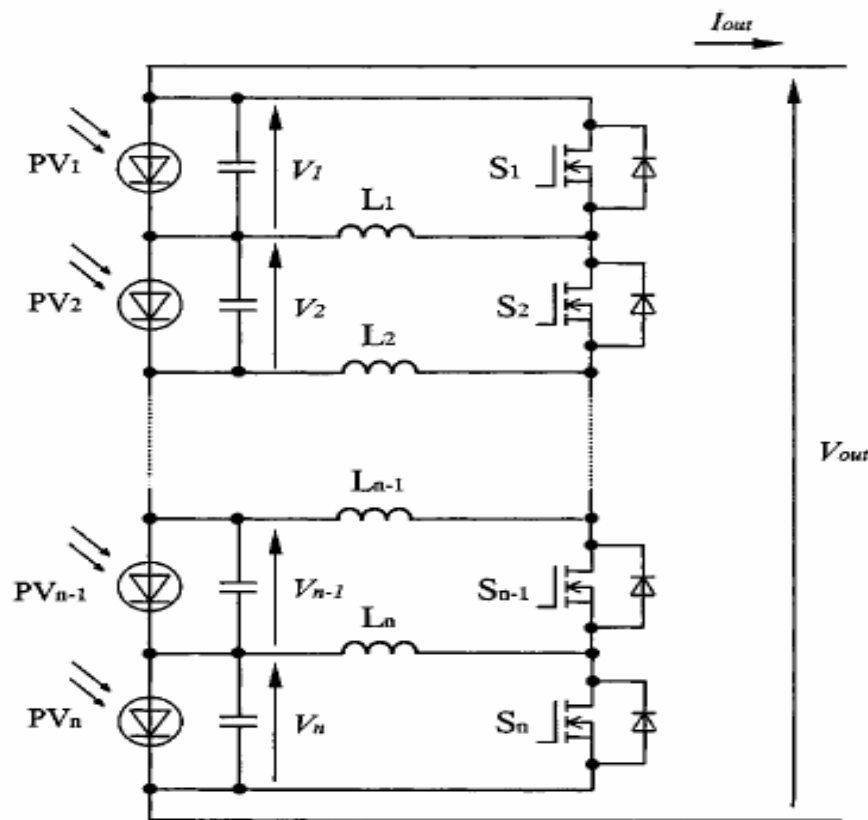 Iout
PV1
V1
S1
L1
PV2
V2
S2
L2
Vout
Ln-1
PVn-1
Vn-1
Sn-1
Ln
PVn
Vn
Sn